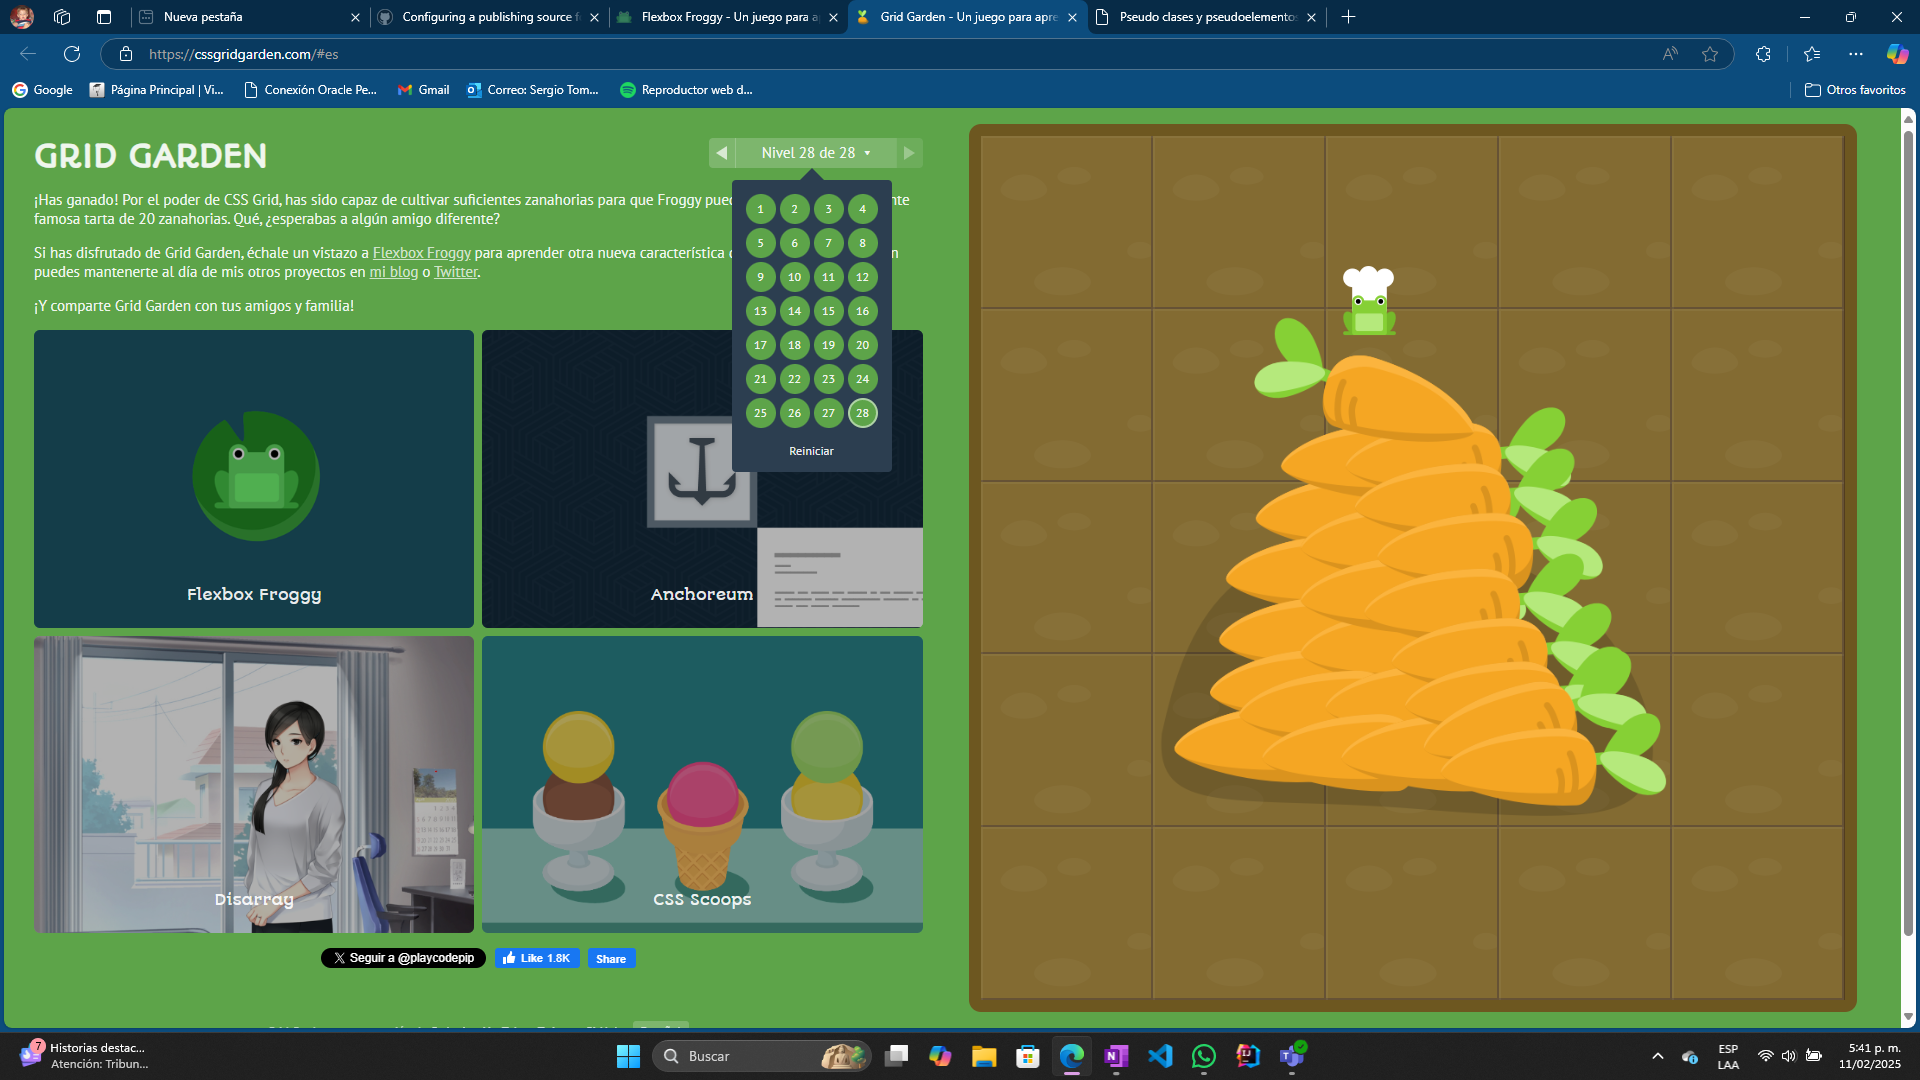 Nueva pestaña
Configuring a publishing source f
Flexbox Froggy - Un juego para a
Grid Garden - Un juego para apre
Pseudo clases y pseudoelemento
https://cssgridgarden.com/#es
Google
Página Principal | Vi...
Conexión Oracle Pe...
Gmail
Correo: Sergio Tom...
Reproductor web d...
Otros favoritos
GRID GARDEN
Nivel 28 de 28
¡Has ganado! Por el poder de CSS Grid, has sido capaz de cultivar suficientes zanahorias para que Froggy pued nte
famosa tarta de 20 zanahorias. Qué, ¿esperabas a algún amigo diferente?
Si has disfrutado de Grid Garden, échale un vistazo a Flexbox Froggy para aprender otra nueva característica n
puedes mantenerte al día de mis otros proyectos en mi blog o Twitter.
¡Y comparte Grid Garden con tus amigos y familia!
1 2 3 4
5 6 7 8
9 10 11 12
13 14 15 16
17 18 19 20
21 22 23 24
25 26 27 28
Reiniciar
Flexbox Froggy
Anchoreum
Disarray
CSS Scoops
Seguir a @playcodepip
Like 1.8K
Share
7
Historias destac...
Atención: Tribun...
Buscar
ESP
LAA
5:41 p. m.
11/02/2025